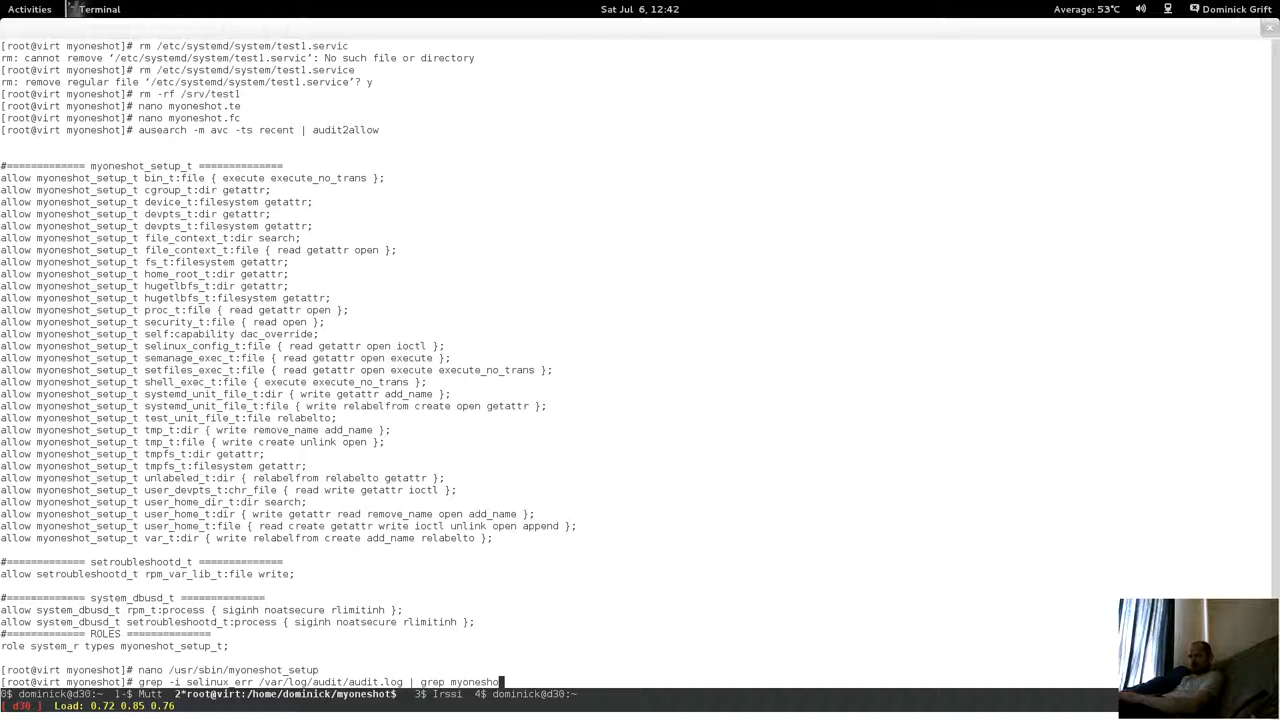 Activities Terminal Sat Jul 6, 12:42 Average: 53°C Dominick Grift
[root@virt myoneshot]# rm /etc/systemd/system/test1.servic
rm: cannot remove ‘/etc/systemd/system/test1.servic’: No such file or directory
[root@virt myoneshot]# rm /etc/systemd/system/test1.service
rm: remove regular file ‘/etc/systemd/system/test1.service’? y
[root@virt myoneshot]# rm -rf /srv/test1
[root@virt myoneshot]# nano myoneshot.te
[root@virt myoneshot]# nano myoneshot.fc
[root@virt myoneshot]# ausearch -m avc -ts recent | audit2allow
#============= myoneshot_setup_t ==============
allow myoneshot_setup_t bin_t:file { execute execute_no_trans };
allow myoneshot_setup_t cgroup_t:dir getattr;
allow myoneshot_setup_t device_t:filesystem getattr;
allow myoneshot_setup_t devpts_t:dir getattr;
allow myoneshot_setup_t devpts_t:filesystem getattr;
allow myoneshot_setup_t file_context_t:dir search;
allow myoneshot_setup_t file_context_t:file { read getattr open };
allow myoneshot_setup_t fs_t:filesystem getattr;
allow myoneshot_setup_t home_root_t:dir getattr;
allow myoneshot_setup_t hugetlbfs_t:dir getattr;
allow myoneshot_setup_t hugetlbfs_t:filesystem getattr;
allow myoneshot_setup_t proc_t:file { read getattr open };
allow myoneshot_setup_t security_t:file { read open };
allow myoneshot_setup_t self:capability dac_override;
allow myoneshot_setup_t selinux_config_t:file { read getattr open ioctl };
allow myoneshot_setup_t semanage_exec_t:file { read getattr open execute };
allow myoneshot_setup_t setfiles_exec_t:file { read getattr open execute execute_no_trans };
allow myoneshot_setup_t shell_exec_t:file { execute execute_no_trans };
allow myoneshot_setup_t systemd_unit_file_t:dir { write getattr add_name };
allow myoneshot_setup_t systemd_unit_file_t:file { write relabelfrom create open getattr };
allow myoneshot_setup_t test_unit_file_t:file relabelto;
allow myoneshot_setup_t tmp_t:dir { write remove_name add_name };
allow myoneshot_setup_t tmp_t:file { write create unlink open };
allow myoneshot_setup_t tmpfs_t:dir getattr;
allow myoneshot_setup_t tmpfs_t:filesystem getattr;
allow myoneshot_setup_t unlabeled_t:dir { relabelfrom relabelto getattr };
allow myoneshot_setup_t user_devpts_t:chr_file { read write getattr ioctl };
allow myoneshot_setup_t user_home_dir_t:dir search;
allow myoneshot_setup_t user_home_t:dir { write getattr read remove_name open add_name };
allow myoneshot_setup_t user_home_t:file { read create getattr write ioctl unlink open append };
allow myoneshot_setup_t var_t:dir { write relabelfrom create add_name relabelto };
#============= setroubleshootd_t ==============
allow setroubleshootd_t rpm_var_lib_t:file write;
#============= system_dbusd_t ==============
allow system_dbusd_t rpm_t:process { siginh noatsecure rlimitinh };
allow system_dbusd_t setroubleshootd_t:process { siginh noatsecure rlimitinh };
#============= ROLES ===============
role system_r types myoneshot_setup_t;
[root@virt myoneshot]# nano /usr/sbin/myoneshot_setup
[root@virt myoneshot]# grep -i selinux_err /var/log/audit/audit.log | grep myonesho
0$ dominick@d30:~ 1-$ Mutt 2*root@virt:/home/dominick/myoneshot$ 3$ Irssi 4$ dominick@d30:~
[ d30 ] Load: 0.72 0.85 0.76